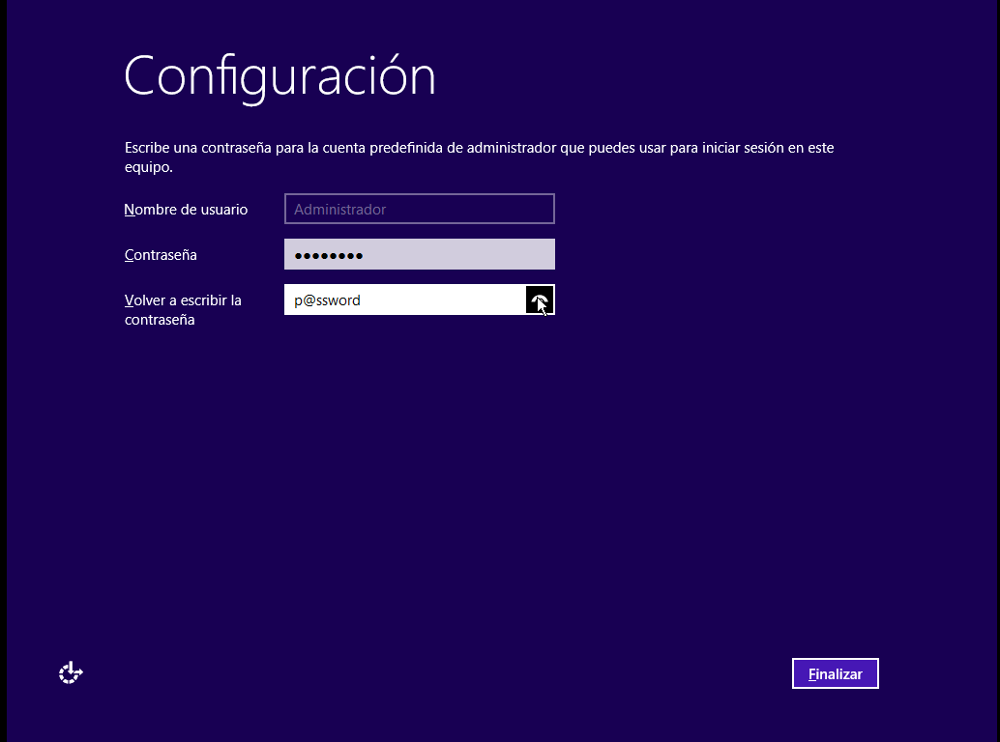 Configuración
Escribe una contraseña para la cuenta predefinida de administrador que puedes usar para iniciar sesión en este
equipo.
Nombre de usuario
Administrador
Contraseña
••••••••
Volver a escribir la
contraseña
p@ssword
Finalizar